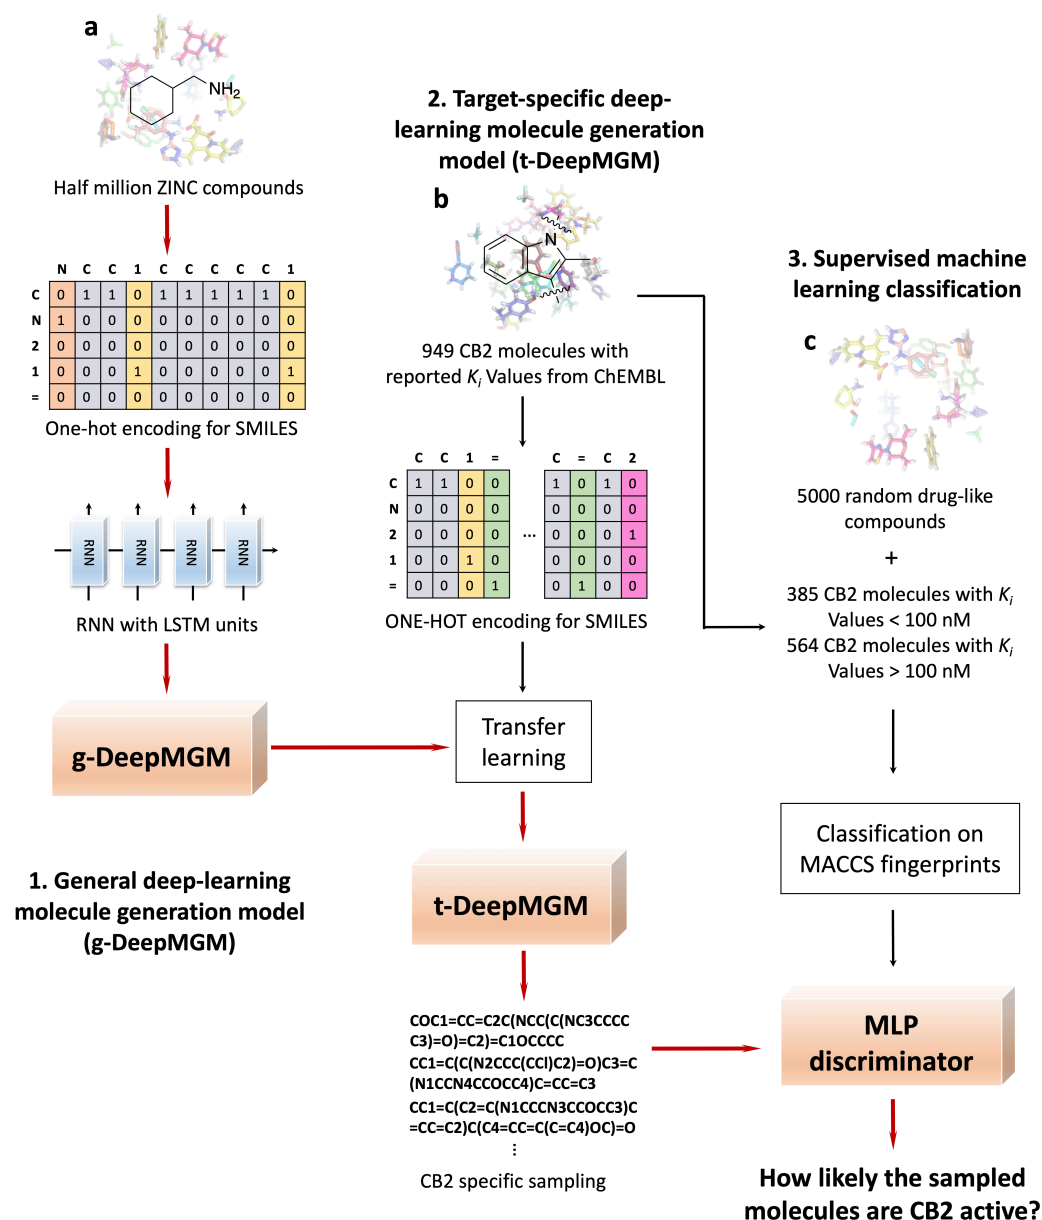 a
NH2
Half million ZINC compounds
N C C 1 C C C C C 1
C 0 1 1 0 1 1 1 1 1 0
N 1 0 0 0 0 0 0 0 0 0
2 0 0 0 0 0 0 0 0 0 0
1 0 0 0 1 0 0 0 0 0 1
= 0 0 0 0 0 0 0 0 0 0
One-hot encoding for SMILES
RNN RNN RNN RNN
RNN with LSTM units
g-DeepMGM
1. General deep-learning
molecule generation model
(g-DeepMGM)
2. Target-specific deep-
learning molecule generation
model (t-DeepMGM)
b
N
949 CB2 molecules with
reported Ki Values from ChEMBL
C C 1 = C = C 2
C 1 1 0 0 1 0 1 0
N 0 0 0 0 0 0 0 0
2 0 0 0 0 ... 0 0 0 1
1 0 0 1 0 0 0 0 0
= 0 0 0 1 0 1 0 0
ONE-HOT encoding for SMILES
Transfer
learning
t-DeepMGM
COC1=CC=C2C(NCC(C(NC3CCCC
C3)=O)=C2)=C1OCCCC
CC1=C(C(N2CCC(CCl)C2)=O)C3=C
(N1CCN4CCOCC4)C=CC=C3
CC1=C(C2=C(N1CCCN3CCOCC3)C
=CC=C2)C(C4=CC=C(C=C4)OC)=O
⋮
CB2 specific sampling
3. Supervised machine
learning classification
c
5000 random drug-like
compounds
+
385 CB2 molecules with Ki
Values < 100 nM
564 CB2 molecules with Ki
Values > 100 nM
Classification on
MACCS fingerprints
MLP
discriminator
How likely the sampled
molecules are CB2 active?